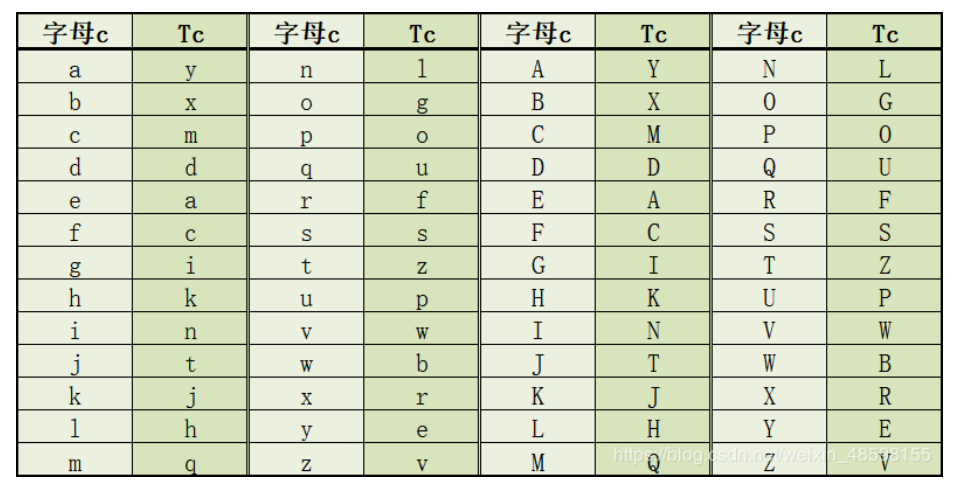 字母c Tc 字母c Tc 字母c Tc 字母c Tc
a y n l A Y N L
b x o g B X O G
c m p o C M P O
d d q u D D Q U
e a r f E A R F
f c s s F C S S
g i t z G I T Z
h k u p H K U P
i n v w I N V W
j t w b J T W B
k j x r K J X R
l h y e L H Y E
m q z v M Q Z V
https://blog.csdn.net/weixin_48598155